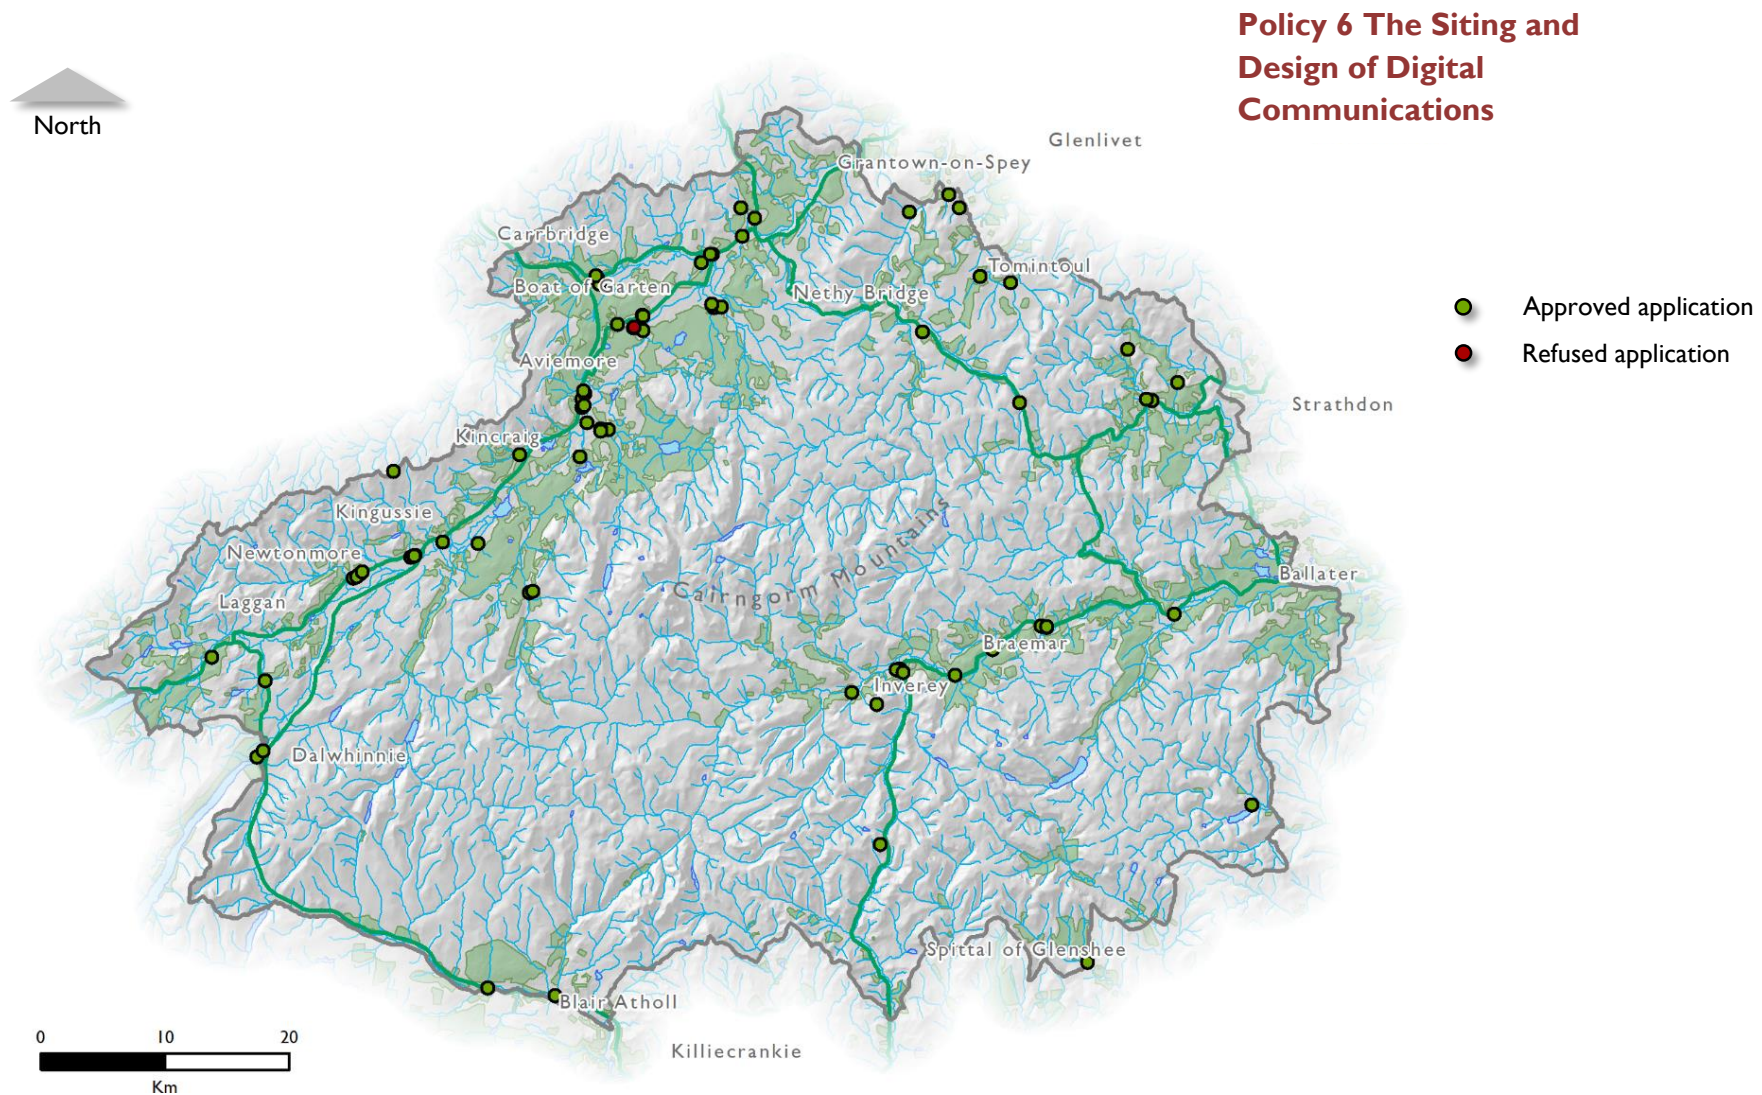 Policy 6 The Siting and
Design of Digital
Communications
North
Glenlivet
Grantown-on-Spey
Carrbridge
Tomintoul
Boat of Garten
Nethy Bridge
Approved application
Refused application
Aviemore
Strathdon
Kincraig
Kingussie
Newtonmore
Cairngorm Mountains
Ballater
Laggan
Braemar
Inverey
Dalwhinnie
Spittal of Glenshee
Blair Atholl
Killiecrankie
0 10 20
Km